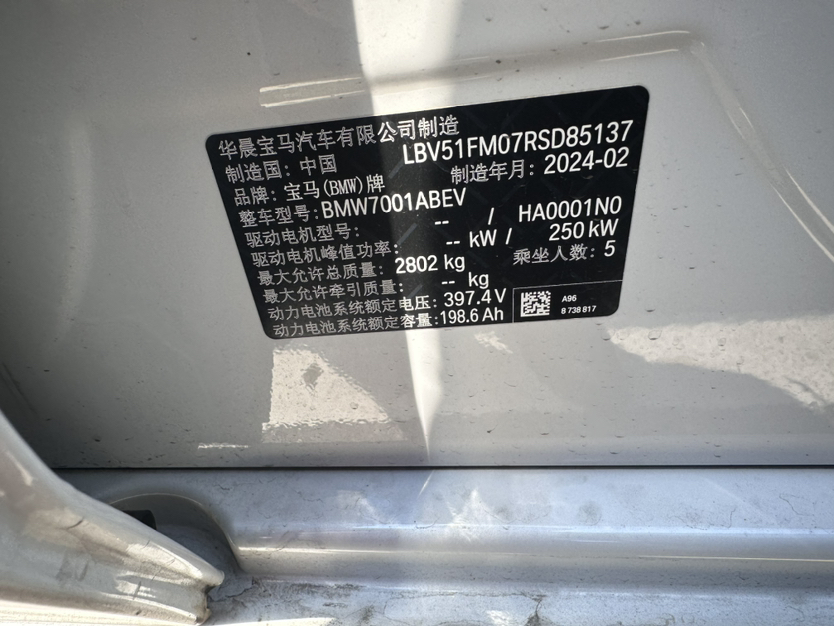 华晨宝马汽车有限公司制造
制造国: 中国 LBV51FM07RSD85137
品牌: 宝马(BMW)牌 制造年月: 2024-02
整车型号: BMW7001ABEV
驱动电机型号: -- / HA0001N0
驱动电机峰值功率: -- kW / 250 kW
最大允许总质量: 2802 kg 乘坐人数: 5
最大允许牵引质量: -- kg
动力电池系统额定电压: 397.4 V
动力电池系统额定容量: 198.6 Ah
A96
8 738 817